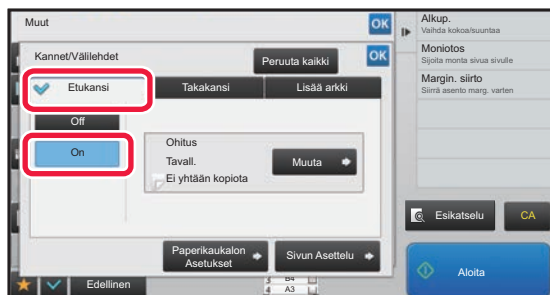 Muut
OK
Kannet/Välilehdet
Peruuta kaikki
OK
Etukansi
Takakansi
Lisää arkki
Off
On
Ohitus
Tavall.
Ei yhtään kopiota
Muuta
Paperikaukalon
Asetukset
Sivun Asettelu
Edellinen
B4
4 A3
Alkup.
Vaihda kokoa/suuntaa
Moniotos
Sijoita monta sivua sivulle
Margin. siirto
Siirrä asento marg. varten
Esikatselu
CA
Aloita